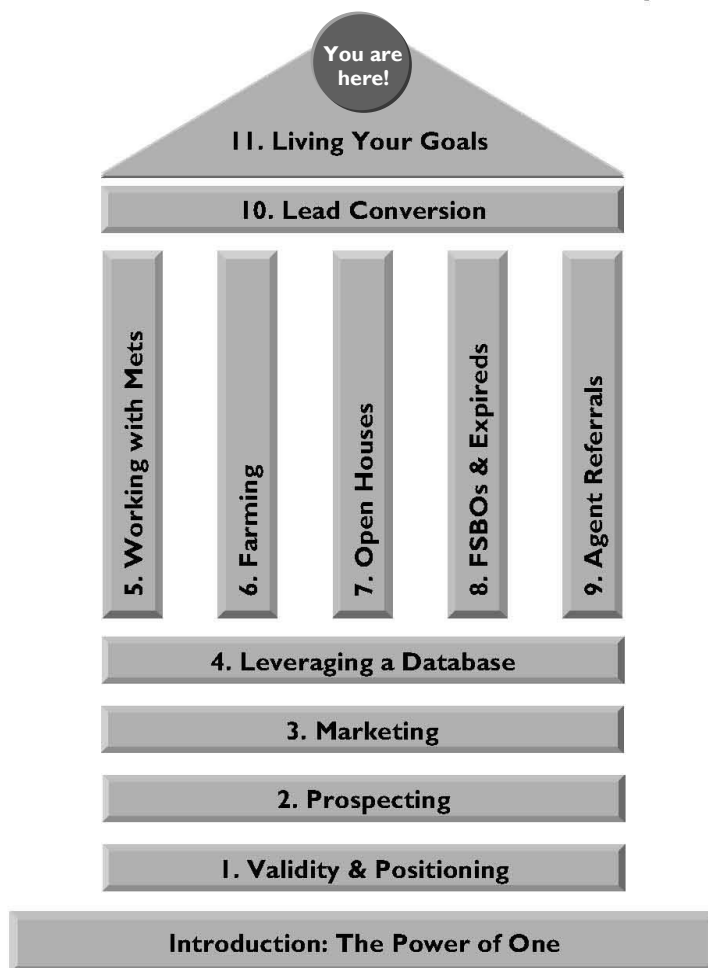 You are
here!
11. Living Your Goals
10. Lead Conversion
5. Working with Mets
6. Farming
7. Open Houses
8. FSBOs & Expireds
9. Agent Referrals
4. Leveraging a Database
3. Marketing
2. Prospecting
1. Validity & Positioning
Introduction: The Power of One